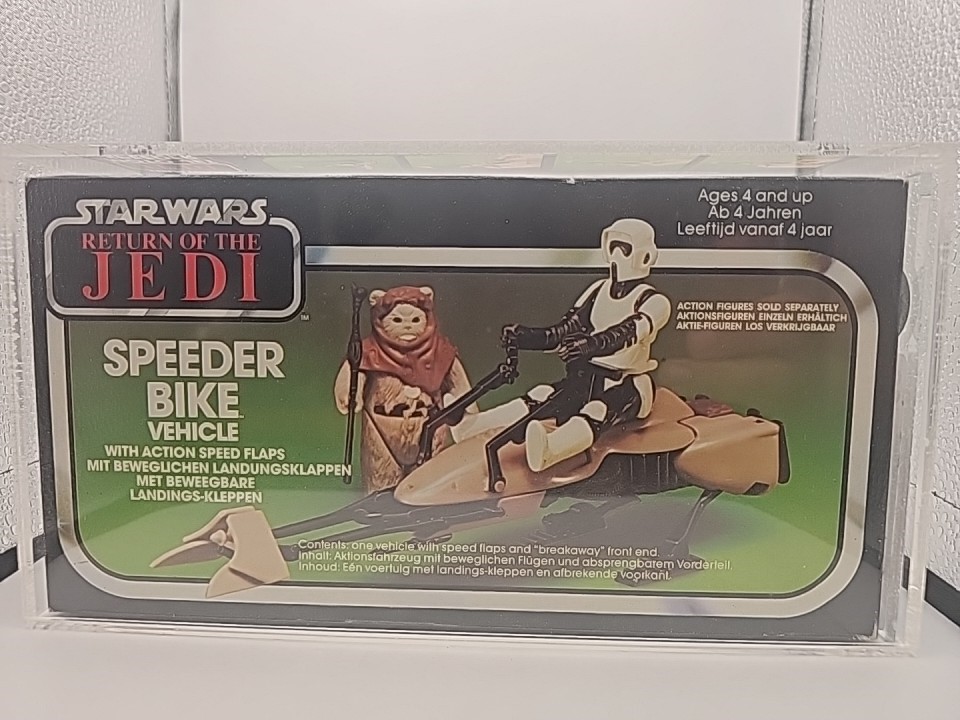 STAR WARS
RETURN OF THE
JEDI
TM
Ages 4 and up
Ab 4 Jahren
Leeftijd vanaf 4 jaar
ACTION FIGURES SOLD SEPARATELY
AKTIONSFIGUREN EINZELN ERHÄLTICH
AKTIE-FIGUREN LOS VERKRIJGBAAR
SPEEDER
BIKE
VEHICLE
WITH ACTION SPEED FLAPS
MIT BEWEGLICHEN LANDUNGSKLAPPEN
MET BEWEEGBARE
LANDINGS-KLEPPEN
Contents: one vehicle with speed flaps and "breakaway" front end.
Inhalt: Aktionsfahrzeug mit beweglichen Flügen und absprengbarem Vorderteil.
Inhoud: Eén voertuig met landings-kleppen en afbrekende voorkant.